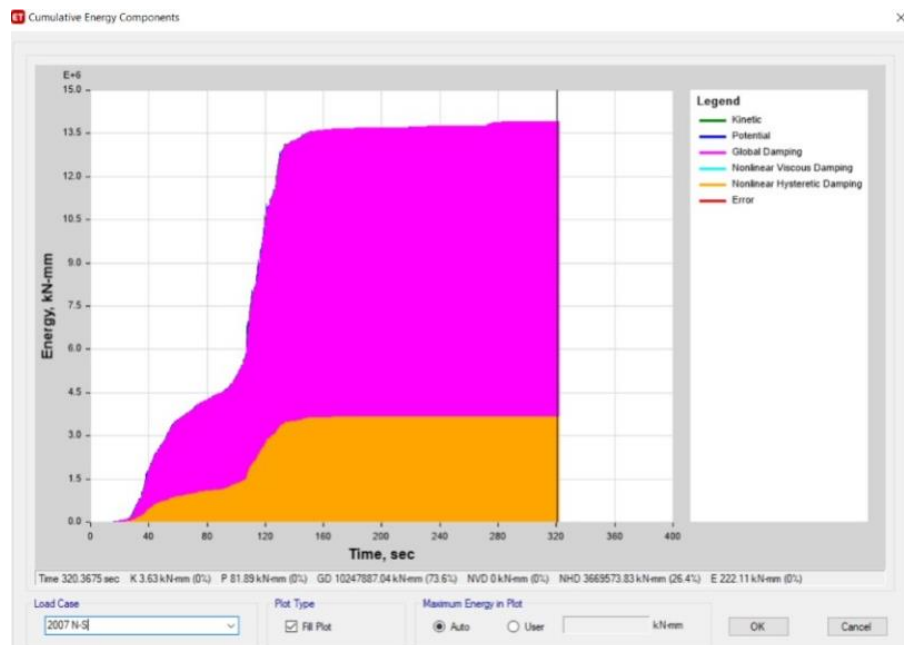 ET Cumulative Energy Components
E+6
15.0
13.5
12.0
10.5
9.0
7.5
6.0
4.5
3.0
1.5
0.0
Energy, kN-mm
0 40 80 120 160 200 240 280 320 360 400
Time, sec
Legend
Kinetic
Potential
Global Damping
Nonlinear Viscous Damping
Nonlinear Hysteretic Damping
Error
Time 320.3675 sec K 3.63 kN-mm (0%) P 81.89 kN-mm (0%) GD 10247887.04 kN-mm (73.6%) NVD 0 kN-mm (0%) NHD 3669573.83 kN-mm (26.4%) E 222.11 kN-mm (0%)
Load Case
2007 N-S
Plot Type
Fill Plot
Maximum Energy in Plot
Auto User kN-mm
OK Cancel